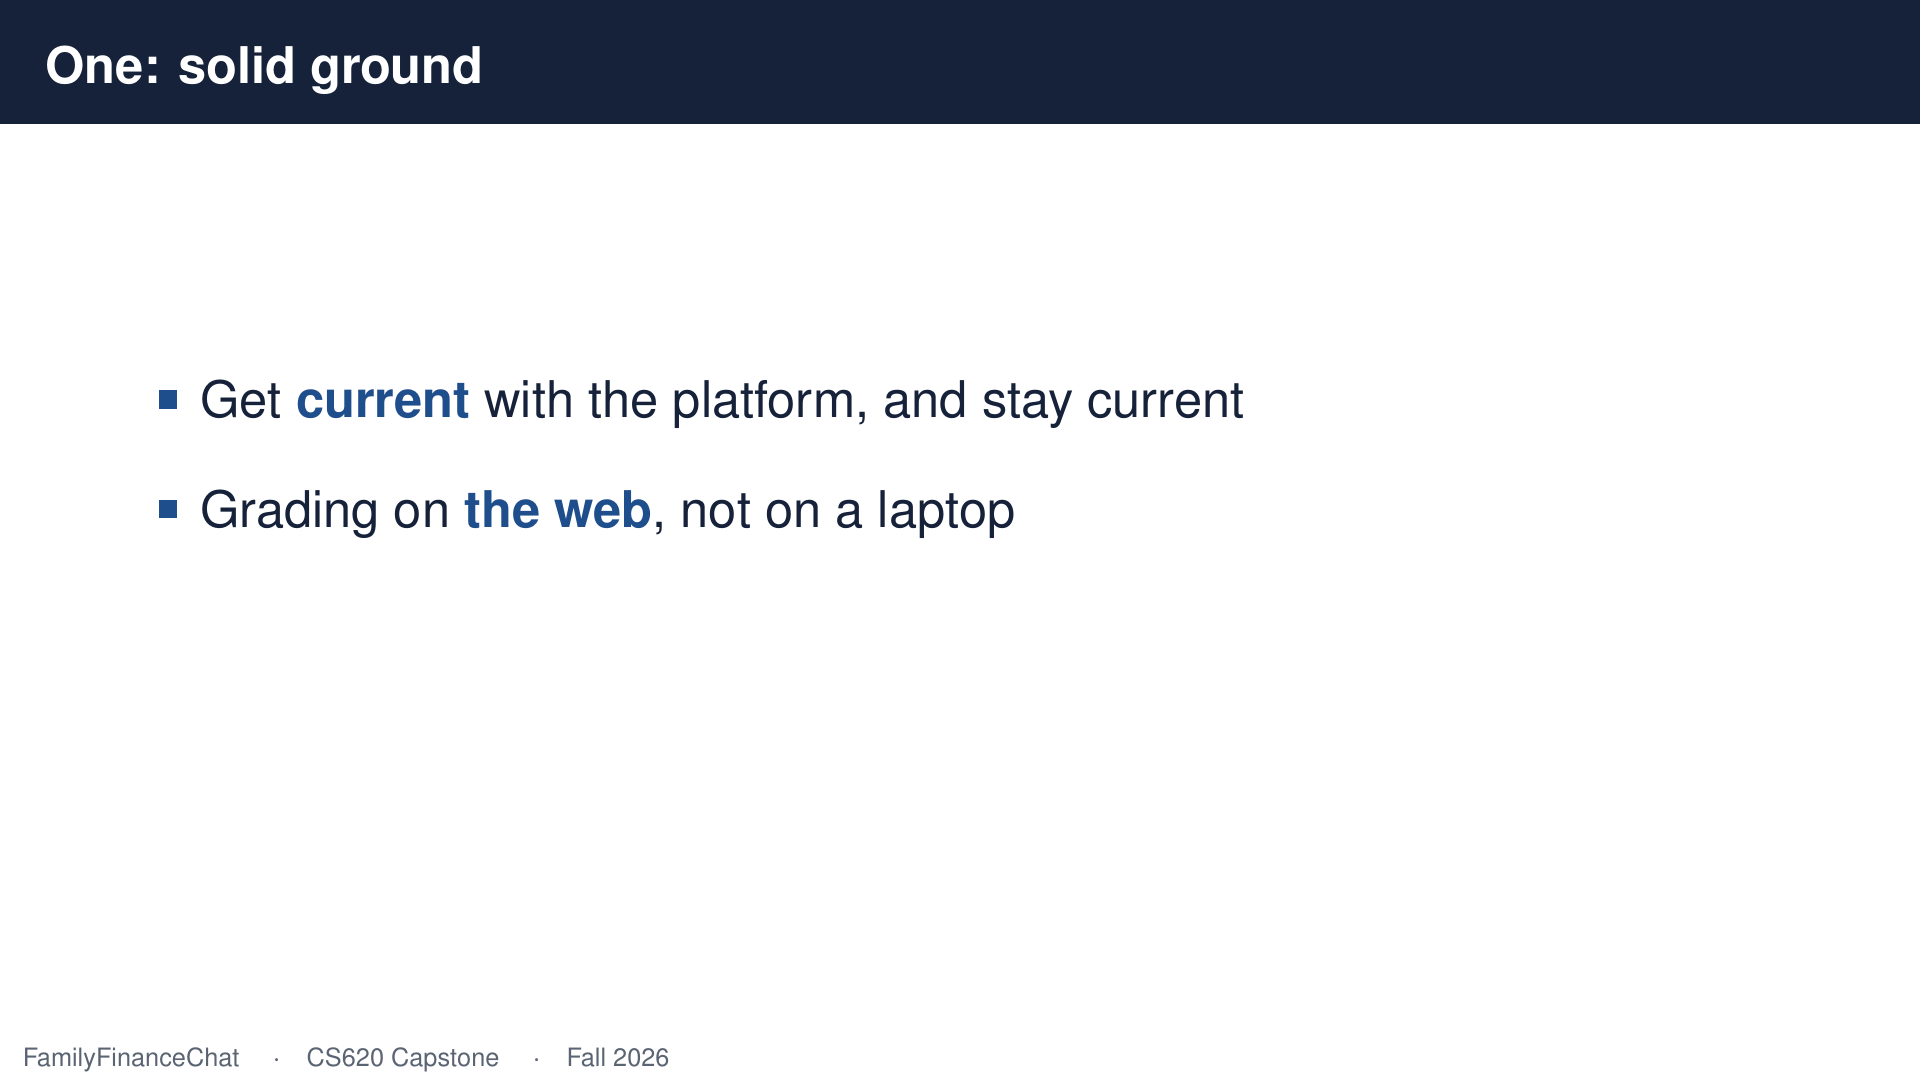 One: solid ground
Get current with the platform, and stay current
Grading on the web, not on a laptop
FamilyFinanceChat · CS620 Capstone · Fall 2026